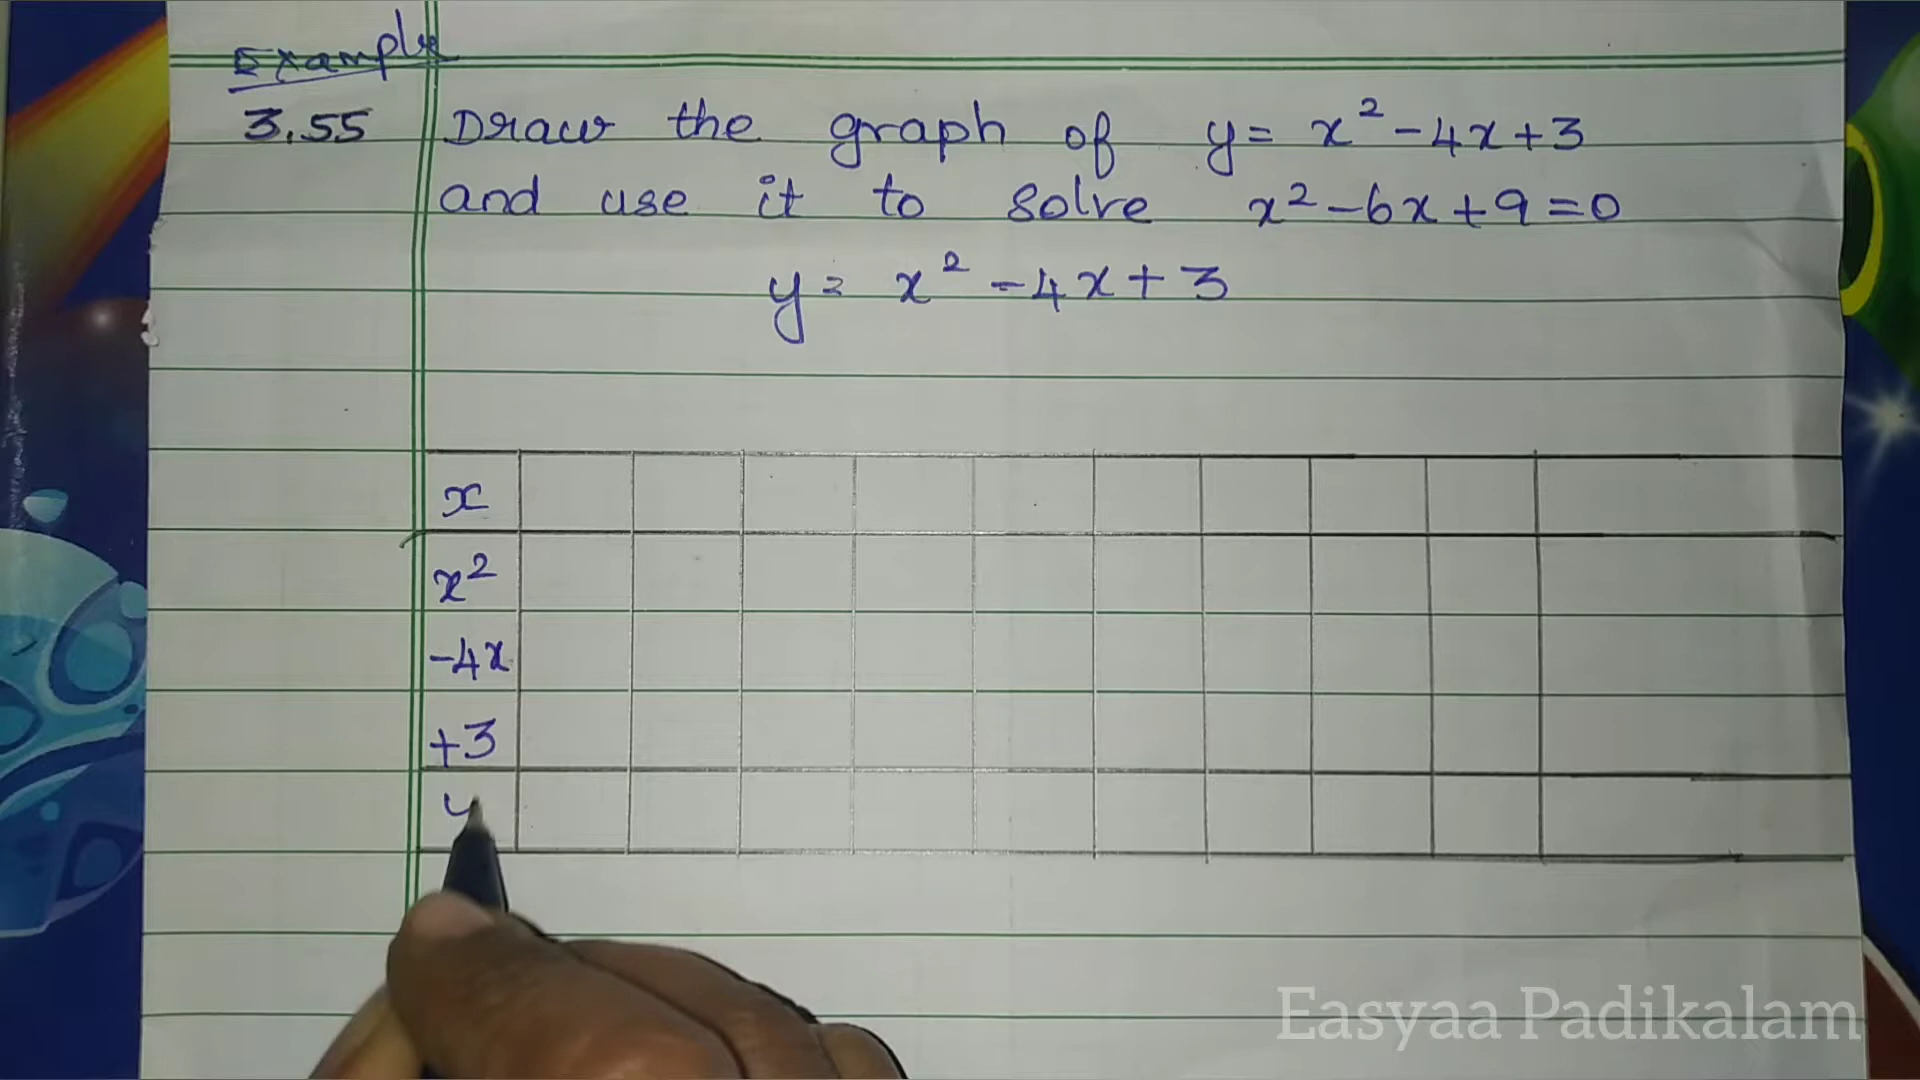 Example
3.55 Draw the graph of y = x² - 4x + 3
and use it to solve x² - 6x + 9 = 0
y = x² - 4x + 3
x
x²
-4x
+3
y
Easyaa Padikalam